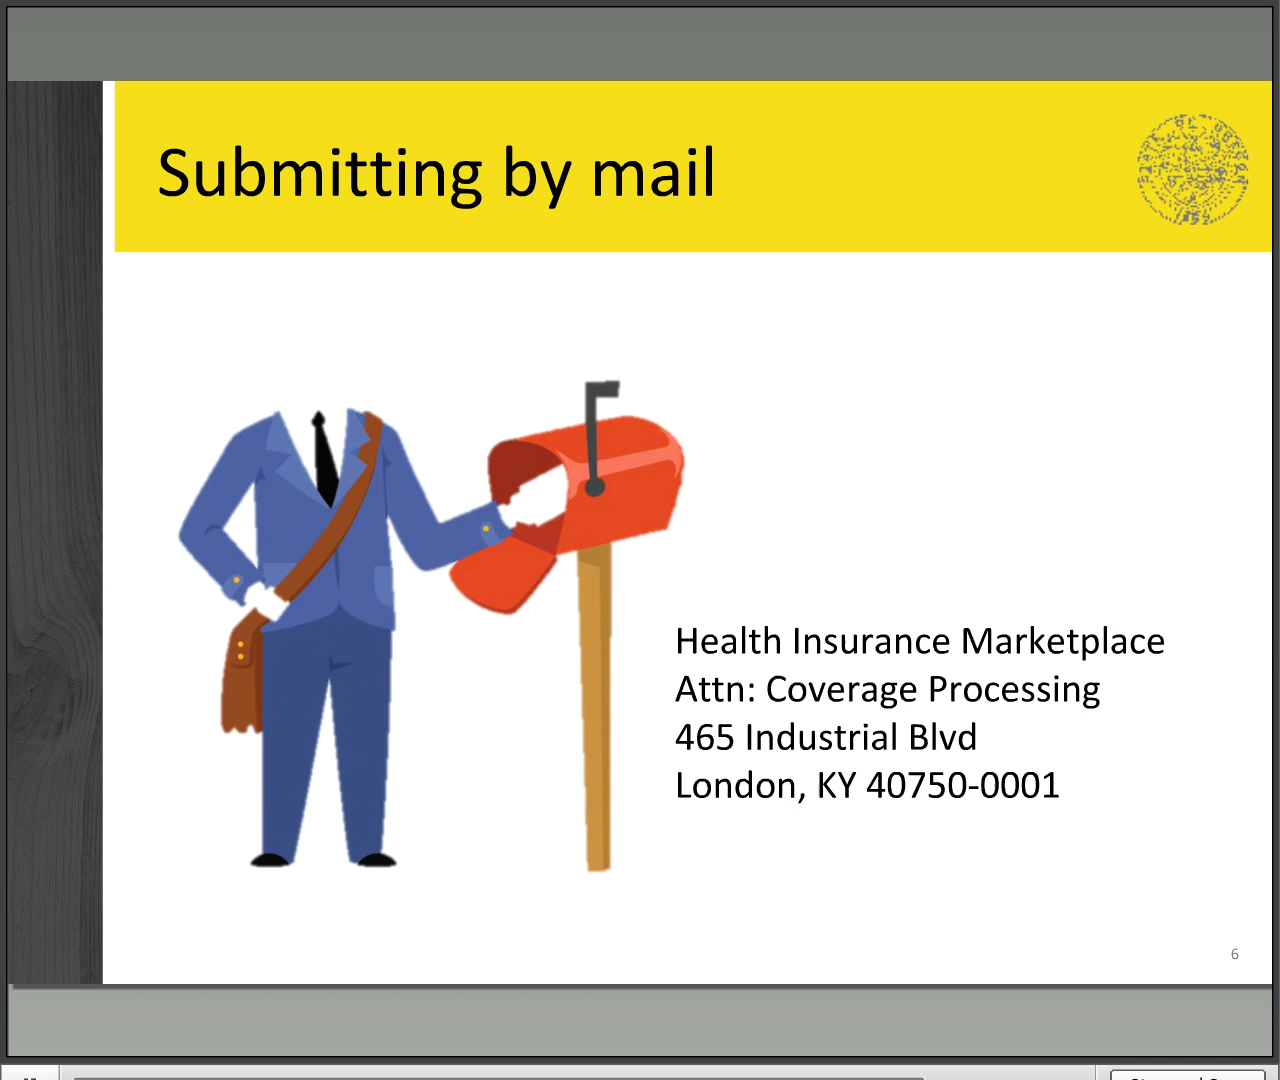 Submitting by mail
Health Insurance Marketplace
Attn: Coverage Processing
465 Industrial Blvd
London, KY 40750-0001
6